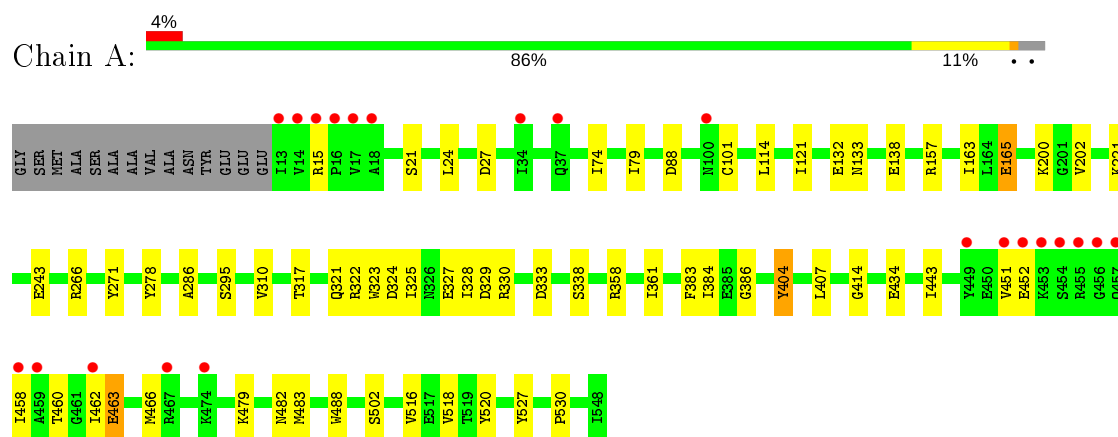 4%
Chain A:
86% 11% • •
GLY SER MET ALA SER ALA ALA VAL ALA ASN TYR GLU GLU GLU I13 V14 R15 P16 V17 A18 S21 L24 D27 I34 Q37 I74 I79 D88 N100 C101 L114 I121 E132 N133 E138 R157 I163 L164 E165 K200 G201 V202
E243 R266 Y271 Y278 A286 S295 V310 T317 Q321 R322 W323 D324 I325 N326 E327 I328 D329 R330 D333 S338 R358 I361 F383 I384 E385 G386 Y404 L407 G414 E434 I443 Y449 E450 V451 E452 K453 S454 R455 G456
I458 A459 T460 G461 I462 E463 M466 R467 K474 K479 N482 M483 W488 S502 V516 E517 V518 T519 Y520 Y527 P530 I548